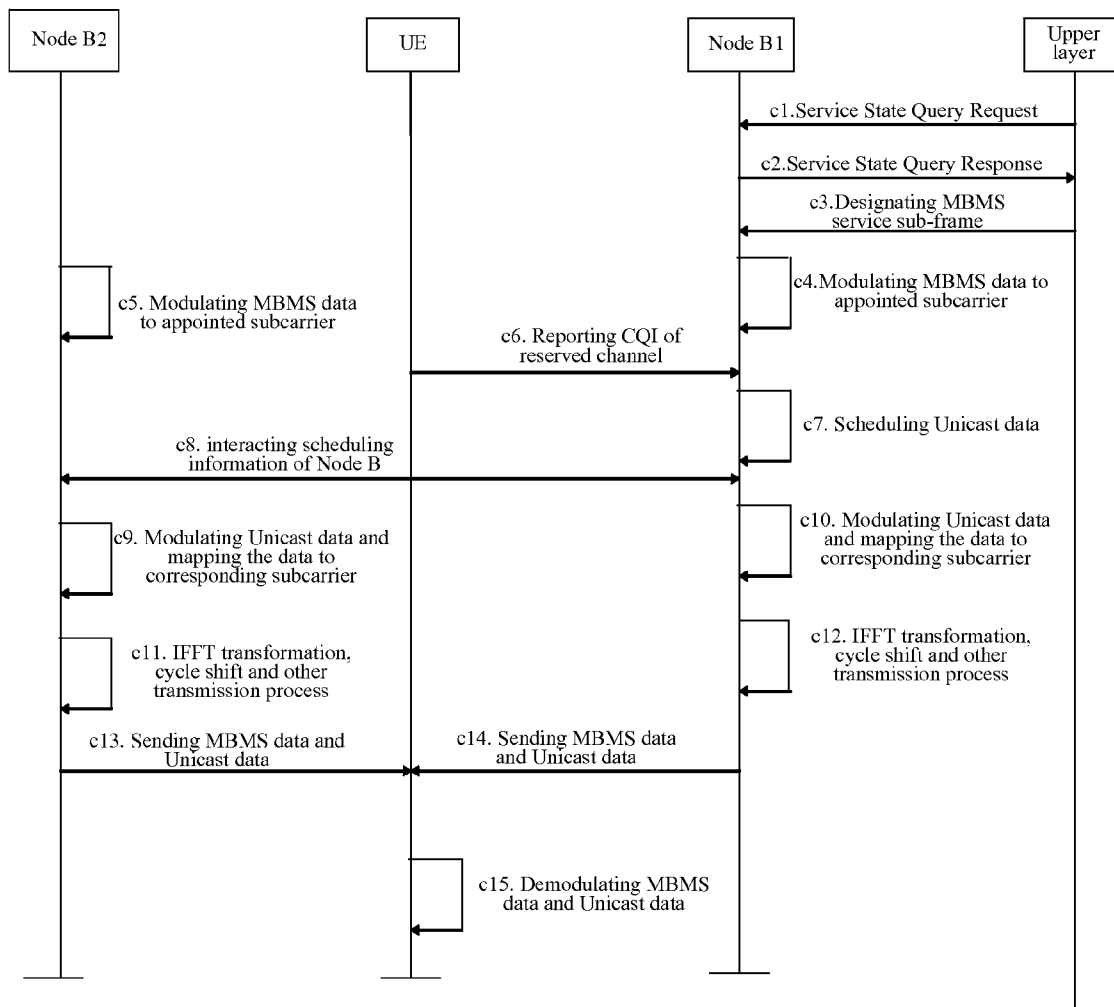 Node B2
UE
Node B1
Upper
layer
c1.Service State Query Request
c2.Service State Query Response
c3.Designating MBMS
service sub-frame
c4.Modulating MBMS data to
appointed subcarrier
c5. Modulating MBMS data
to appointed subcarrier
c6. Reporting CQI of
reserved channel
c7. Scheduling Unicast data
c8. interacting scheduling
information of Node B
c9. Modulating Unicast data and
mapping the data to
corresponding subcarrier
c10. Modulating Unicast data
and mapping the data to
corresponding subcarrier
c11. IFFT transformation,
cycle shift and other
transmission process
c12. IFFT transformation,
cycle shift and other
transmission process
c13. Sending MBMS data and
Unicast data
c14. Sending MBMS data
and Unicast data
c15. Demodulating MBMS
data and Unicast data